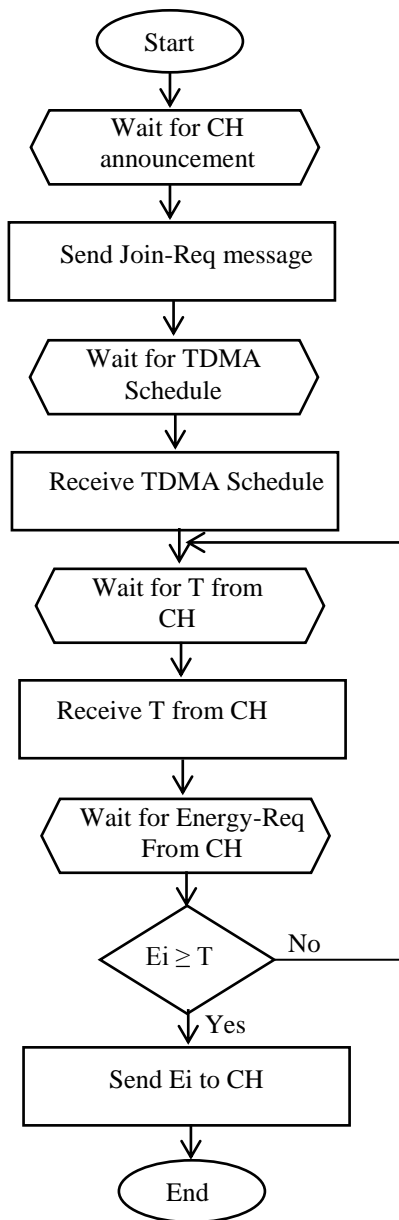 Start
Wait for CH
announcement
Send Join-Req message
Wait for TDMA
Schedule
Receive TDMA Schedule
Wait for T from
CH
Receive T from CH
Wait for Energy-Req
From CH
Ei ≥ T
No
Yes
Send Ei to CH
End